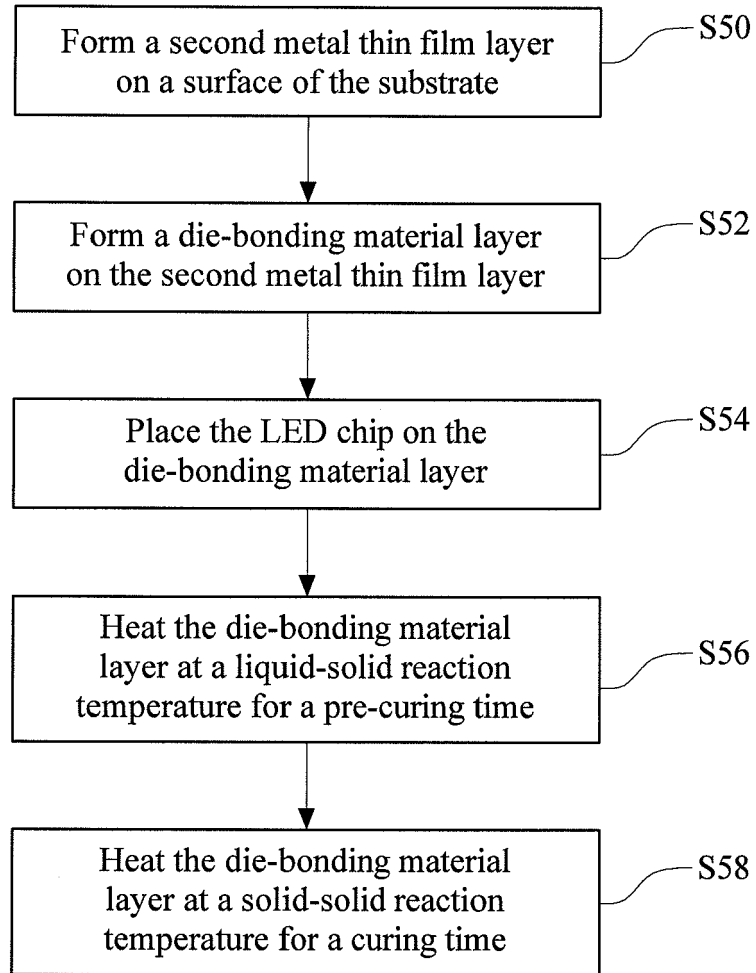 Form a second metal thin film layer
on a surface of the substrate
S50
Form a die-bonding material layer
on the second metal thin film layer
S52
Place the LED chip on the
die-bonding material layer
S54
Heat the die-bonding material
layer at a liquid-solid reaction
temperature for a pre-curing time
S56
Heat the die-bonding material
layer at a solid-solid reaction
temperature for a curing time
S58